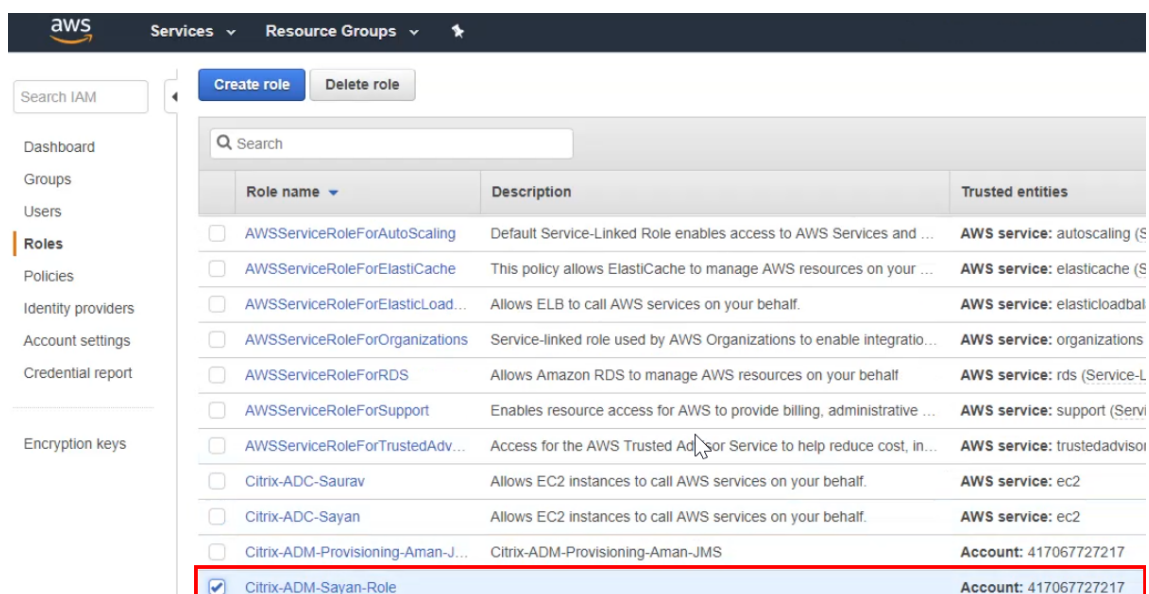 aws Services Resource Groups
Create role Delete role
Search IAM
Search
Dashboard
Groups
Users
Roles
Policies
Identity providers
Account settings
Credential report
Encryption keys
Role name Description Trusted entities
AWSServiceRoleForAutoScaling Default Service-Linked Role enables access to AWS Services and ... AWS service: autoscaling (S
AWSServiceRoleForElastiCache This policy allows ElastiCache to manage AWS resources on your ... AWS service: elasticache (S
AWSServiceRoleForElasticLoad... Allows ELB to call AWS services on your behalf. AWS service: elasticloadbal
AWSServiceRoleForOrganizations Service-linked role used by AWS Organizations to enable integratio... AWS service: organizations
AWSServiceRoleForRDS Allows Amazon RDS to manage AWS resources on your behalf AWS service: rds (Service-L
AWSServiceRoleForSupport Enables resource access for AWS to provide billing, administrative ... AWS service: support (Servi
AWSServiceRoleForTrustedAdv... Access for the AWS Trusted Advisor Service to help reduce cost, in... AWS service: trustedadvisor
Citrix-ADC-Saurav Allows EC2 instances to call AWS services on your behalf. AWS service: ec2
Citrix-ADC-Sayan Allows EC2 instances to call AWS services on your behalf. AWS service: ec2
Citrix-ADM-Provisioning-Aman-J... Citrix-ADM-Provisioning-Aman-JMS Account: 417067727217
Citrix-ADM-Sayan-Role Account: 417067727217